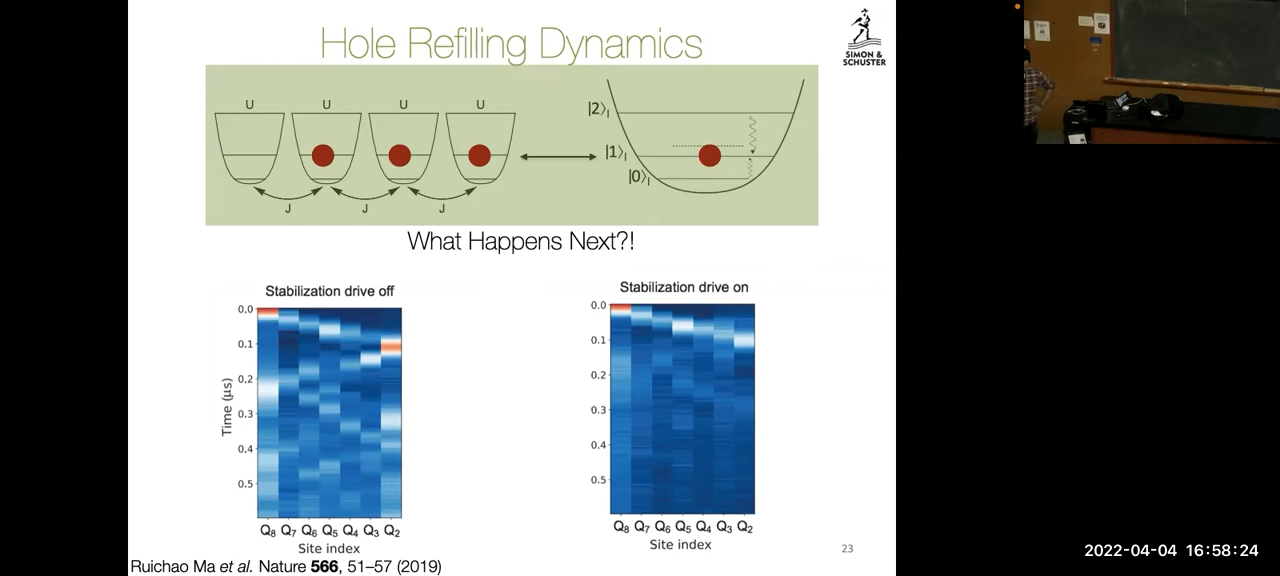 Hole Refilling Dynamics
SIMON &
SCHUSTER
U U U U
|2⟩ₗ
|1⟩ₗ
|0⟩ₗ
J J J
What Happens Next?!
Stabilization drive off
0.0
0.1
0.2
0.3
0.4
0.5
Time (μs)
Q₈ Q₇ Q₆ Q₅ Q₄ Q₃ Q₂
Site index
Stabilization drive on
0.0
0.1
0.2
0.3
0.4
0.5
Q₈ Q₇ Q₆ Q₅ Q₄ Q₃ Q₂
Site index
23
Ruichao Ma et al. Nature 566, 51–57 (2019)
2022-04-04 16:58:24